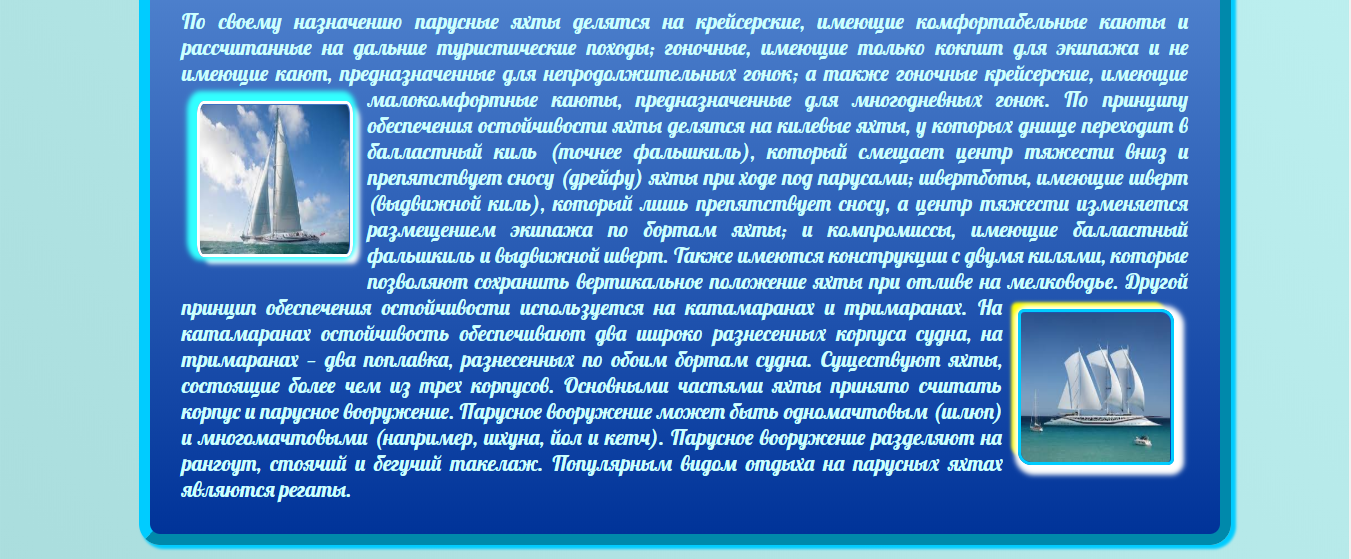 По своему назначению парусные яхты делятся на крейсерские, имеющие комфортабельные каюты и
рассчитанные на дальние туристические походы; гоночные, имеющие только кокпит для экипажа и не
имеющие кают, предназначенные для непродолжительных гонок; а также гоночные крейсерские, имеющие
малокомфортные каюты, предназначенные для многодневных гонок. По принципу
обеспечения остойчивости яхты делятся на килевые яхты, у которых днище переходит в
балластный киль (точнее фальшкиль), который смещает центр тяжести вниз и
препятствует сносу (дрейфу) яхты при ходе под парусами; швертботы, имеющие шверт
(выдвижной киль), который лишь препятствует сносу, а центр тяжести изменяется
размещением экипажа по бортам яхты; и компромиссы, имеющие балластный
фальшкиль и выдвижной шверт. Также имеются конструкции с двумя килями, которые
позволяют сохранить вертикальное положение яхты при отливе на мелководье. Другой
принцип обеспечения остойчивости используется на катамаранах и тримаранах. На
катамаранах остойчивость обеспечивают два широко разнесенных корпуса судна, на
тримаранах – два поплавка, разнесенных по обоим бортам судна. Существуют яхты,
состоящие более чем из трех корпусов. Основными частями яхты принято считать
корпус и парусное вооружение. Парусное вооружение может быть одномачтовым (шлюп)
и многомачтовыми (например, шхуна, йол и кетч). Парусное вооружение разделяют на
рангоут, стоячий и бегучий такелаж. Популярным видом отдыха на парусных яхтах
являются регаты.